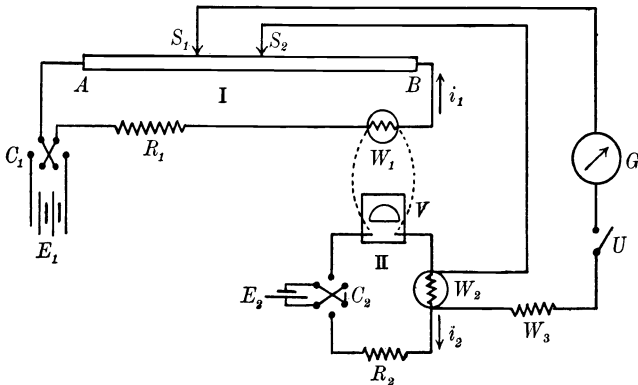 S₁ S₂
A B
I i₁
C₁ R₁ W₁ G
V U
E₁
II
E₂ C₂ W₂
i₂ W₃
R₂